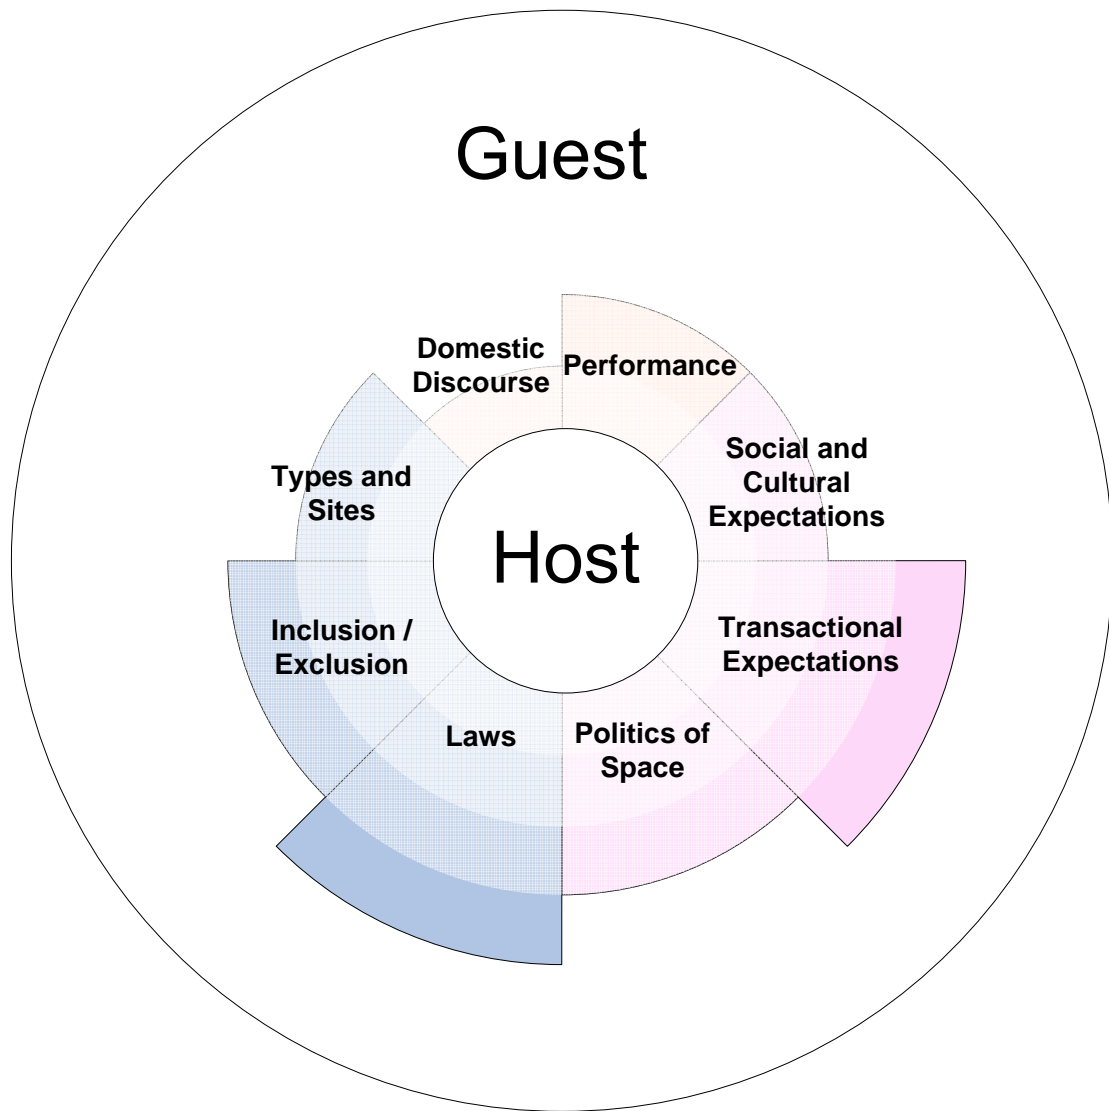 Guest
Domestic
Discourse
Performance
Social and
Cultural
Expectations
Types and
Sites
Host
Transactional
Expectations
Inclusion /
Exclusion
Laws
Politics of
Space